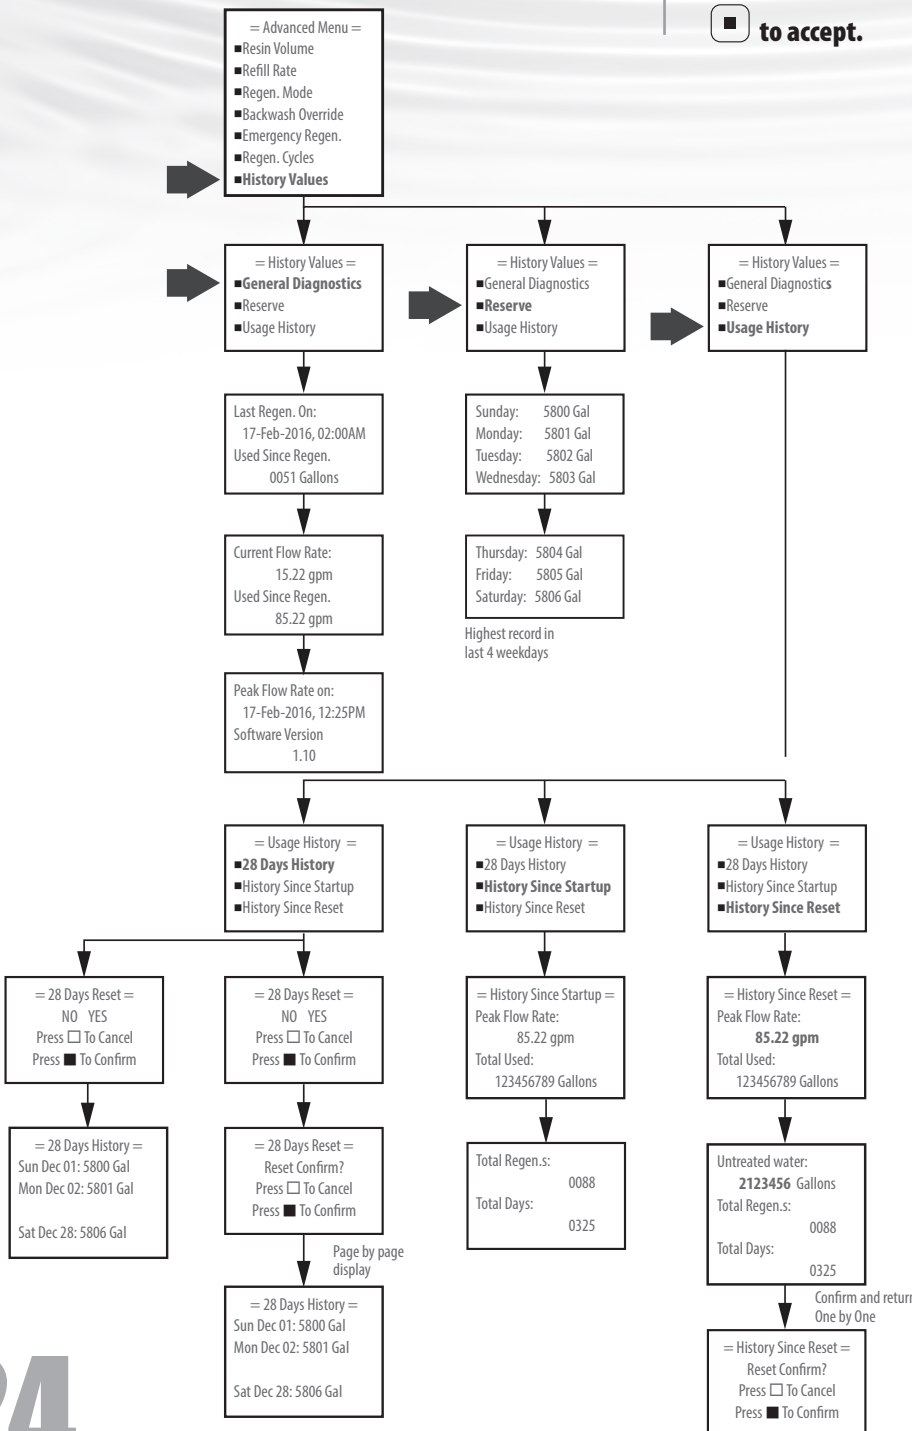 to accept.
= Advanced Menu =
■Resin Volume
■Refill Rate
■Regen. Mode
■Backwash Override
■Emergency Regen.
■Regen. Cycles
■History Values
= History Values =
■General Diagnostics
■Reserve
■Usage History
= History Values =
■General Diagnostics
■Reserve
■Usage History
= History Values =
■General Diagnostics
■Reserve
■Usage History
Last Regen. On:
17-Feb-2016, 02:00AM
Used Since Regen.
0051 Gallons
Sunday: 5800 Gal
Monday: 5801 Gal
Tuesday: 5802 Gal
Wednesday: 5803 Gal
Current Flow Rate:
15.22 gpm
Used Since Regen.
85.22 gpm
Thursday: 5804 Gal
Friday: 5805 Gal
Saturday: 5806 Gal
Highest record in
last 4 weekdays
Peak Flow Rate on:
17-Feb-2016, 12:25PM
Software Version
1.10
= Usage History =
■28 Days History
■History Since Startup
■History Since Reset
= Usage History =
■28 Days History
■History Since Startup
■History Since Reset
= Usage History =
■28 Days History
■History Since Startup
■History Since Reset
= 28 Days Reset =
NO YES
Press □ To Cancel
Press ■ To Confirm
= 28 Days Reset =
NO YES
Press □ To Cancel
Press ■ To Confirm
= History Since Startup =
Peak Flow Rate:
85.22 gpm
Total Used:
123456789 Gallons
= History Since Reset =
Peak Flow Rate:
85.22 gpm
Total Used:
123456789 Gallons
= 28 Days History =
Sun Dec 01: 5800 Gal
Mon Dec 02: 5801 Gal
Sat Dec 28: 5806 Gal
= 28 Days Reset =
Reset Confirm?
Press □ To Cancel
Press ■ To Confirm
Total Regen.s:
0088
Total Days:
0325
Untreated water:
2123456 Gallons
Total Regen.s:
0088
Total Days:
0325
Page by page
display
Confirm and return
One by One
= 28 Days History =
Sun Dec 01: 5800 Gal
Mon Dec 02: 5801 Gal
Sat Dec 28: 5806 Gal
= History Since Reset =
Reset Confirm?
Press □ To Cancel
Press ■ To Confirm
24